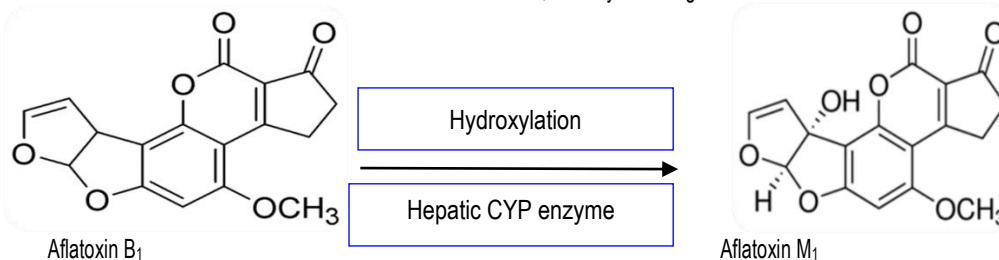 O O
O
O
O
OCH₃
Hydroxylation
Hepatic CYP enzyme
Aflatoxin B₁
O O
OH
O
O
H
O
OCH₃
Aflatoxin M₁